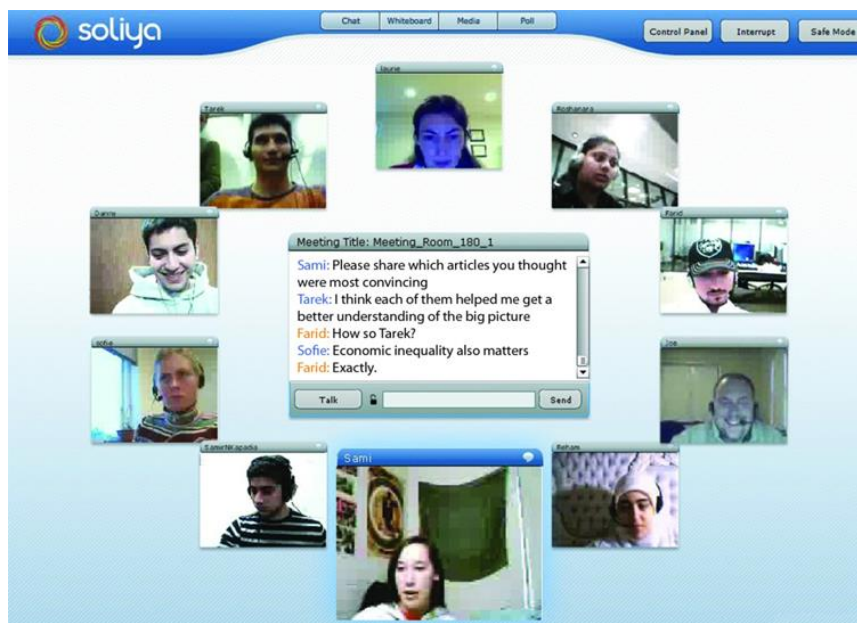 soliya
Chat
Whiteboard
Media
Poll
Control Panel
Interrupt
Safe Mode
laurie
Tarek
Roshanara
Danny
Farid
Meeting Title: Meeting_Room_180_1
Sami: Please share which articles you thought
were most convincing
Tarek: I think each of them helped me get a
better understanding of the big picture
Farid: How so Tarek?
Sofie: Economic inequality also matters
Farid: Exactly.
Talk
Send
sofie
Joe
SamirNKapadia
Sami
Reham